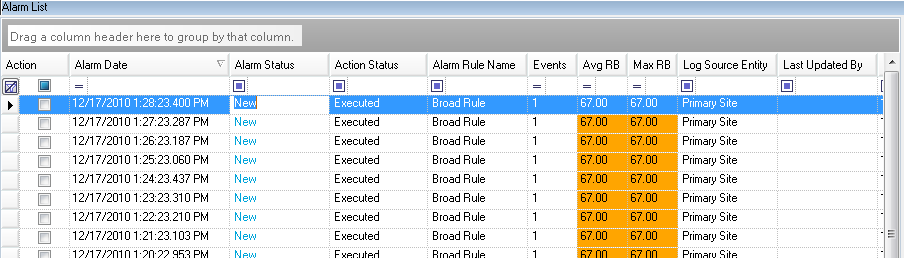 Alarm List
Drag a column header here to group by that column.
Action Alarm Date Alarm Status Action Status Alarm Rule Name Events Avg RB Max RB Log Source Entity Last Updated By
= = = =
12/17/2010 1:28:23.400 PM New Executed Broad Rule 1 67.00 67.00 Primary Site
12/17/2010 1:27:23.287 PM New Executed Broad Rule 1 67.00 67.00 Primary Site
12/17/2010 1:26:23.187 PM New Executed Broad Rule 1 67.00 67.00 Primary Site
12/17/2010 1:25:23.060 PM New Executed Broad Rule 1 67.00 67.00 Primary Site
12/17/2010 1:24:23.437 PM New Executed Broad Rule 1 67.00 67.00 Primary Site
12/17/2010 1:23:23.310 PM New Executed Broad Rule 1 67.00 67.00 Primary Site
12/17/2010 1:22:23.210 PM New Executed Broad Rule 1 67.00 67.00 Primary Site
12/17/2010 1:21:23.103 PM New Executed Broad Rule 1 67.00 67.00 Primary Site
12/17/2010 1:20:22.953 PM New Executed Broad Rule 1 67.00 67.00 Primary Site